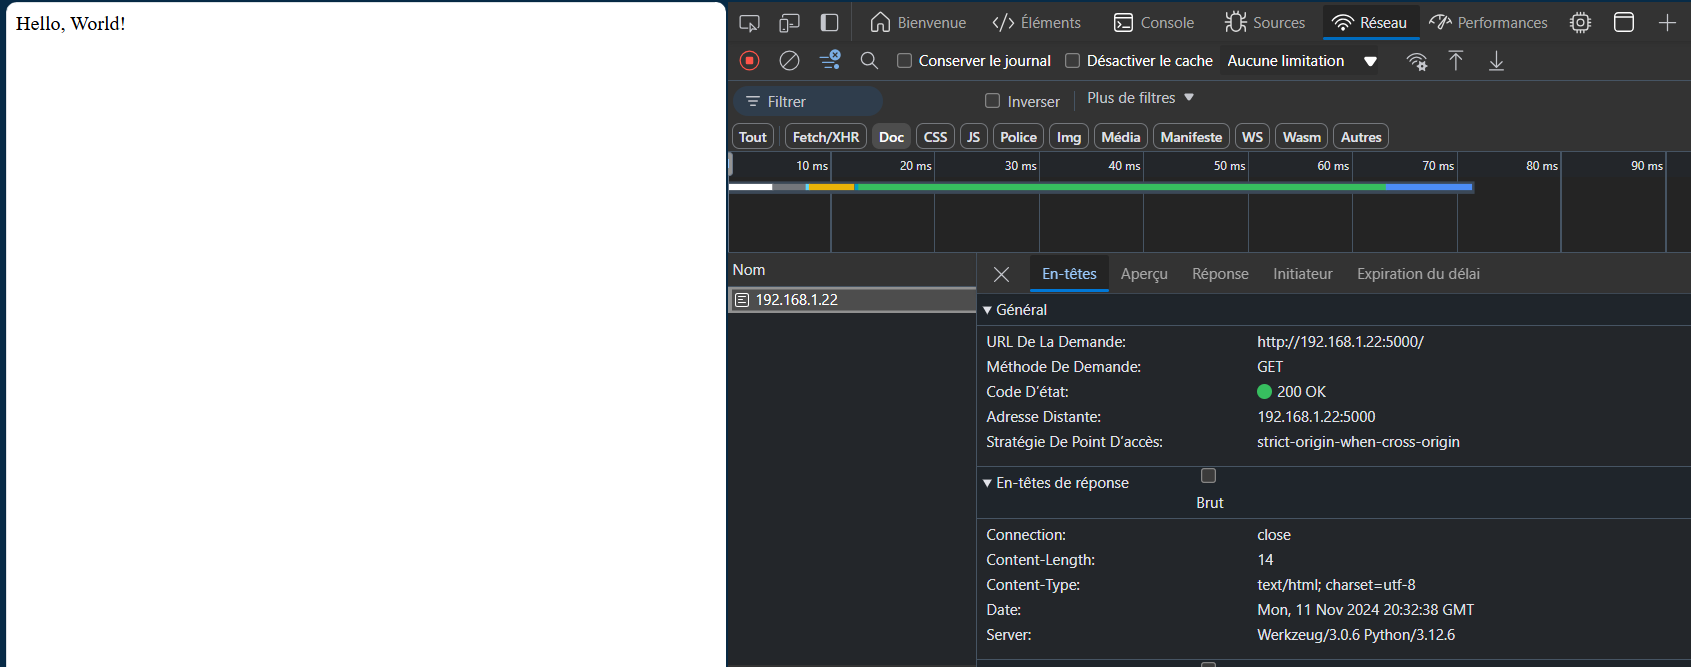 Hello, World!
Bienvenue
Éléments
Console
Sources
Réseau
Performances
Conserver le journal
Désactiver le cache
Aucune limitation
Filtrer
Inverser
Plus de filtres
Tout
Fetch/XHR
Doc
CSS
JS
Police
Img
Média
Manifeste
WS
Wasm
Autres
10 ms
20 ms
30 ms
40 ms
50 ms
60 ms
70 ms
80 ms
90 ms
Nom
192.168.1.22
En-têtes
Aperçu
Réponse
Initiateur
Expiration du délai
Général
URL De La Demande: http://192.168.1.22:5000/
Méthode De Demande: GET
Code D'état: 200 OK
Adresse Distante: 192.168.1.22:5000
Stratégie De Point D'accès: strict-origin-when-cross-origin
En-têtes de réponse
Brut
Connection: close
Content-Length: 14
Content-Type: text/html; charset=utf-8
Date: Mon, 11 Nov 2024 20:32:38 GMT
Server: Werkzeug/3.0.6 Python/3.12.6